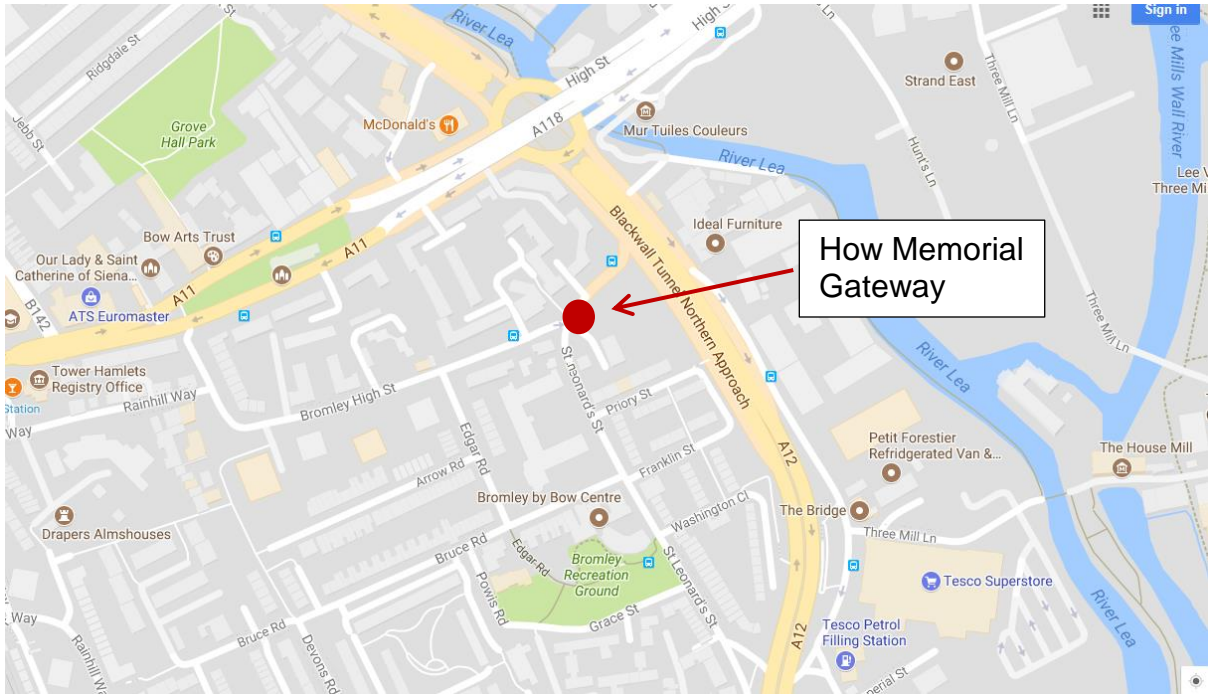 River Lea
High St
Sign in
Ridgdale St
High St
Strand East
Three Mill Ln
Three Mills Wall River
Jebb St
Grove
Hall Park
McDonald's
A118
Mur Tuiles Couleurs
River Lea
Hunt's Ln
Lee V
Three Mi
Bow Arts Trust
A11
Blackwall Tunnel Northern Approach
Ideal Furniture
How Memorial
Gateway
Our Lady & Saint
Catherine of Siena...
A11
ATS Euromaster
B142
Three Mill Ln
St Leonard's St
River Lea
Tower Hamlets
Registry Office
Station
Rainhill Way
Way
Bromley High St
Priory St
Edgar Rd
Arrow Rd
Franklin St
A12
Petit Forestier
Refridgerated Van &...
The House Mill
Bromley by Bow Centre
Washington Cl
The Bridge
Three Mill Ln
Drapers Almshouses
Bruce Rd
Edgar Rd
Bromley
Recreation
Ground
St Leonard's St
Tesco Superstore
Powis Rd
Grace St
River Lea
Way
Rainhill Way
Bruce Rd
Devons Rd
A12
Tesco Petrol
Filling Station
perial St